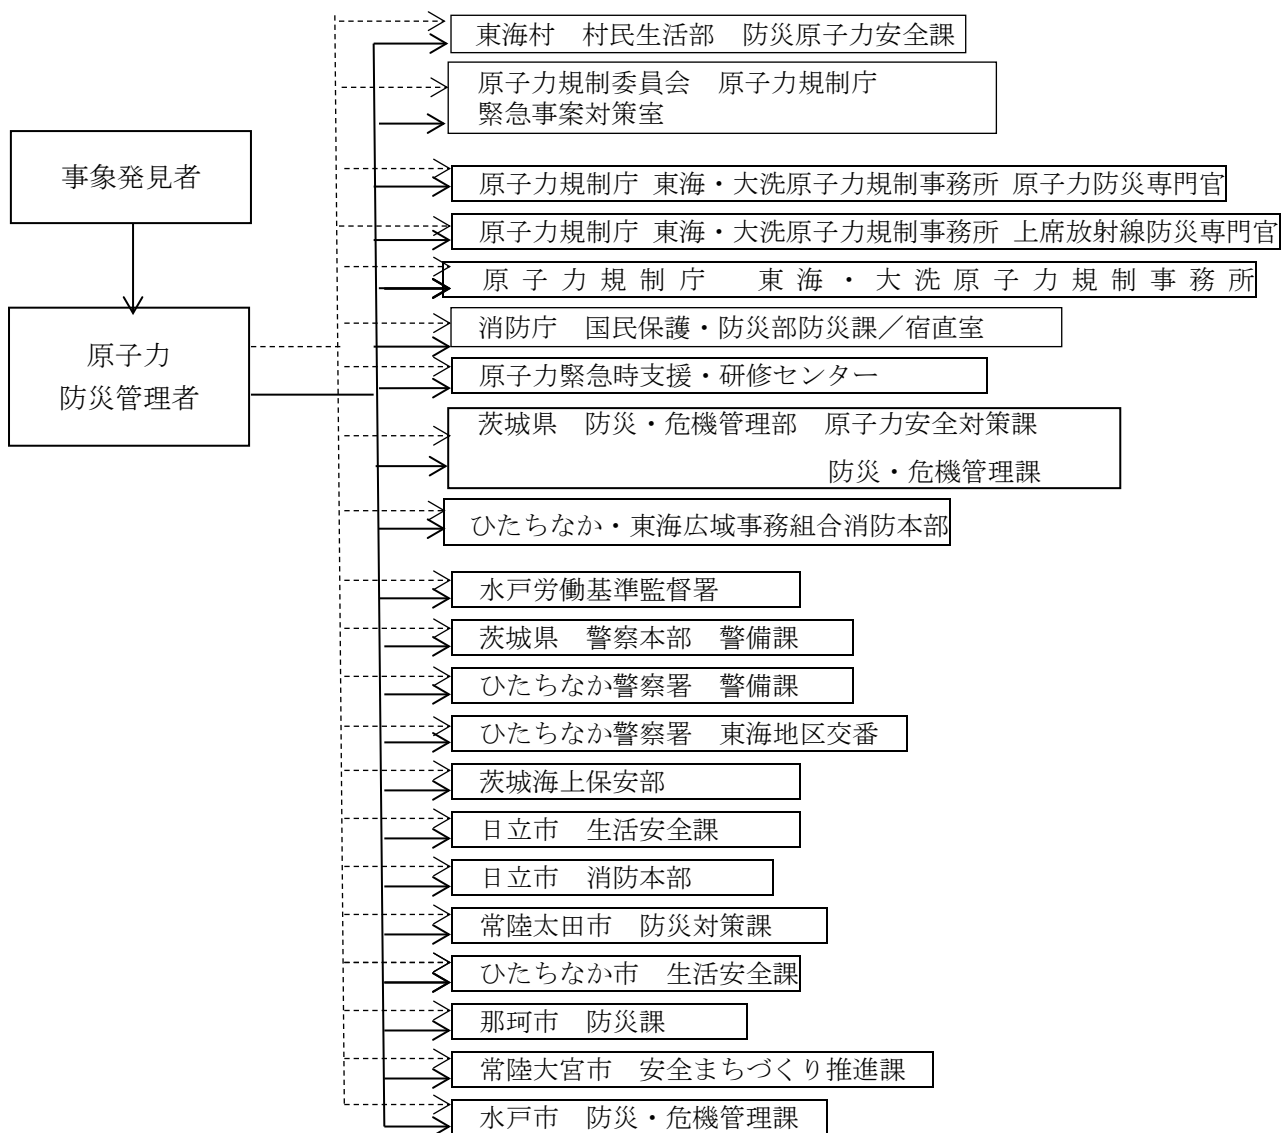 東海村 村民生活部 防災原子力安全課
原子力規制委員会 原子力規制庁
緊急事案対策室
事象発見者
原子力規制庁 東海・大洗原子力規制事務所 原子力防災専門官
原子力規制庁 東海・大洗原子力規制事務所 上席放射線防災専門官
原子力規制庁 東海・大洗原子力規制事務所
消防庁 国民保護・防災部防災課／宿直室
原子力
防災管理者
原子力緊急時支援・研修センター
茨城県 防災・危機管理部 原子力安全対策課
防災・危機管理課
ひたちなか・東海広域事務組合消防本部
水戸労働基準監督署
茨城県 警察本部 警備課
ひたちなか警察署 警備課
ひたちなか警察署 東海地区交番
茨城海上保安部
日立市 生活安全課
日立市 消防本部
常陸太田市 防災対策課
ひたちなか市 生活安全課
那珂市 防災課
常陸大宮市 安全まちづくり推進課
水戸市 防災・危機管理課